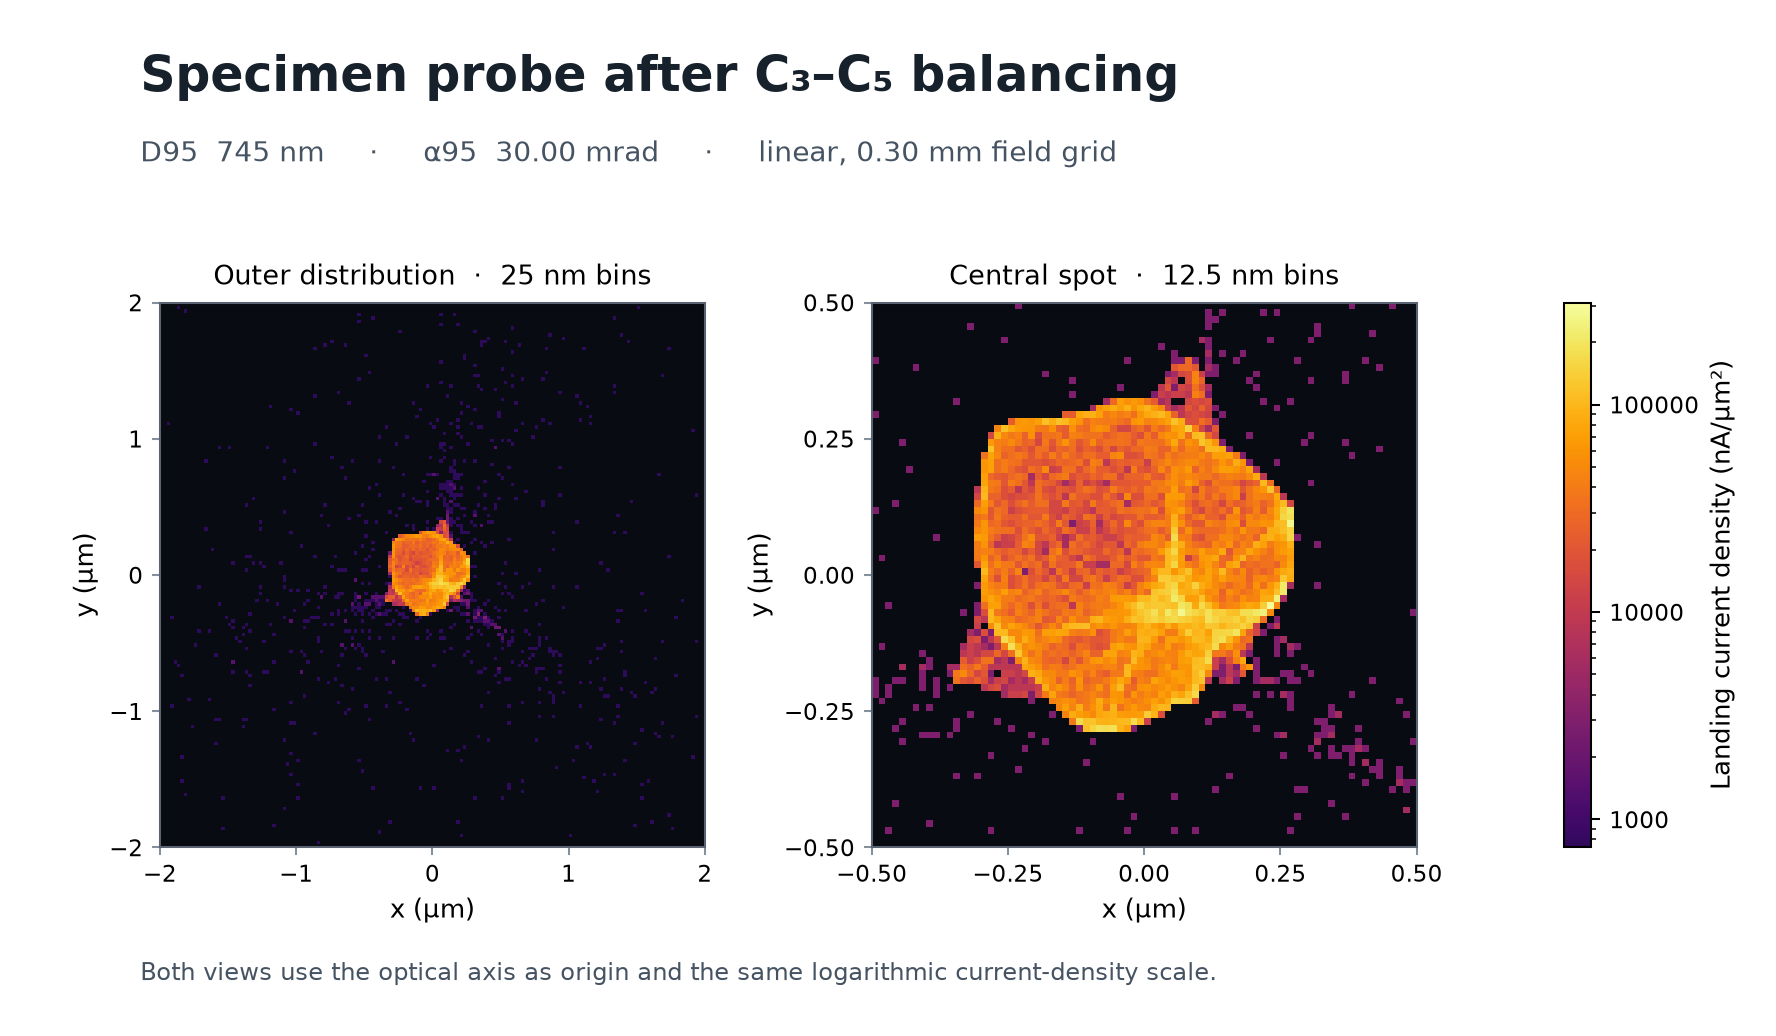 Specimen probe after C₃–C₅ balancing
D95  745 nm  ·  α95  30.00 mrad  ·  linear, 0.30 mm field grid
Outer distribution  ·  25 nm bins
2
1
0
−1
−2
y (μm)
−2
−1
0
1
2
x (μm)
Central spot  ·  12.5 nm bins
0.50
0.25
0.00
−0.25
−0.50
y (μm)
−0.50
−0.25
0.00
0.25
0.50
x (μm)
100000
10000
1000
Landing current density (nA/μm²)
Both views use the optical axis as origin and the same logarithmic current-density scale.